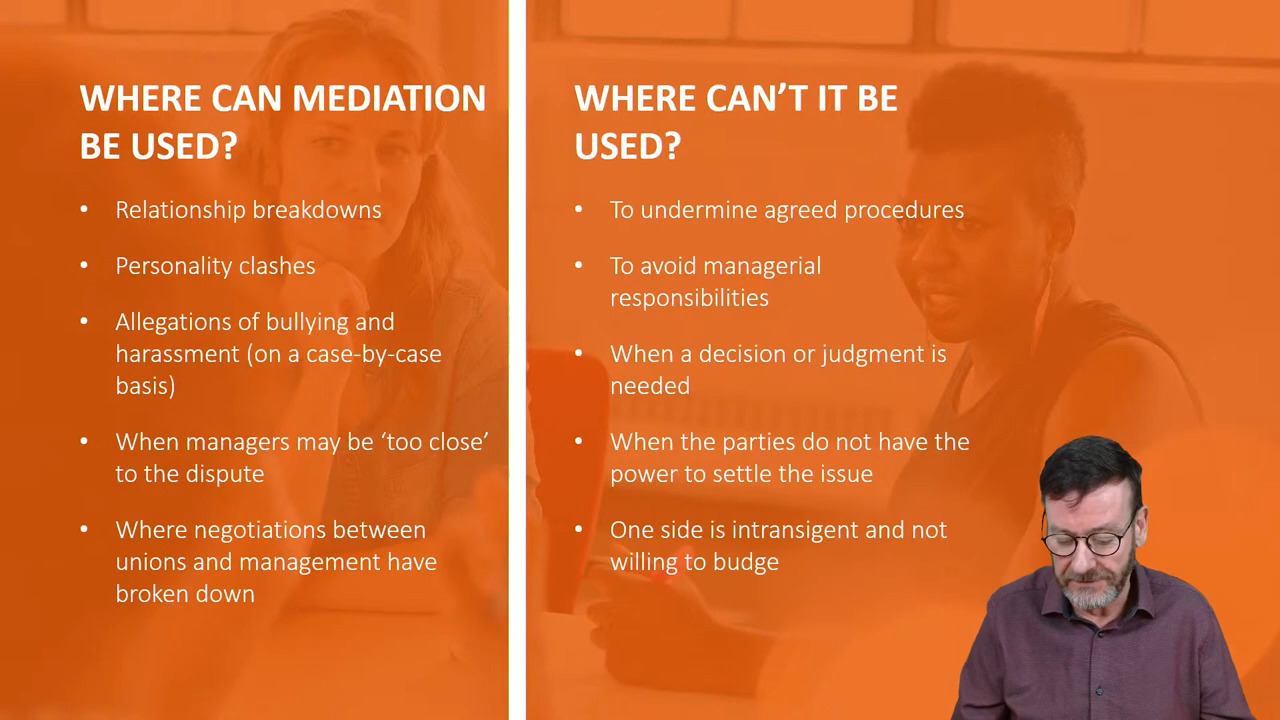 WHERE CAN MEDIATION
BE USED?
• Relationship breakdowns
• Personality clashes
• Allegations of bullying and
harassment (on a case-by-case
basis)
• When managers may be ‘too close’
to the dispute
• Where negotiations between
unions and management have
broken down
WHERE CAN’T IT BE
USED?
• To undermine agreed procedures
• To avoid managerial
responsibilities
• When a decision or judgment is
needed
• When the parties do not have the
power to settle the issue
• One side is intransigent and not
willing to budge